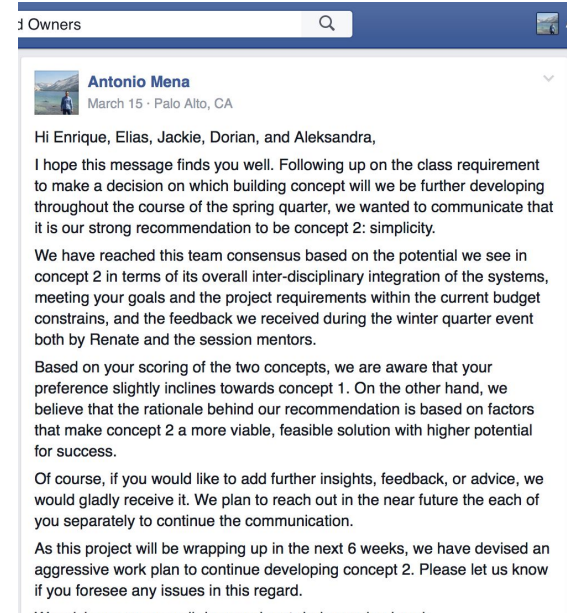 d Owners
Antonio Mena
March 15 · Palo Alto, CA
Hi Enrique, Elias, Jackie, Dorian, and Aleksandra,
I hope this message finds you well. Following up on the class requirement
to make a decision on which building concept will we be further developing
throughout the course of the spring quarter, we wanted to communicate that
it is our strong recommendation to be concept 2: simplicity.
We have reached this team consensus based on the potential we see in
concept 2 in terms of its overall inter-disciplinary integration of the systems,
meeting your goals and the project requirements within the current budget
constrains, and the feedback we received during the winter quarter event
both by Renate and the session mentors.
Based on your scoring of the two concepts, we are aware that your
preference slightly inclines towards concept 1. On the other hand, we
believe that the rationale behind our recommendation is based on factors
that make concept 2 a more viable, feasible solution with higher potential
for success.
Of course, if you would like to add further insights, feedback, or advice, we
would gladly receive it. We plan to reach out in the near future the each of
you separately to continue the communication.
As this project will be wrapping up in the next 6 weeks, we have devised an
aggressive work plan to continue developing concept 2. Please let us know
if you foresee any issues in this regard.